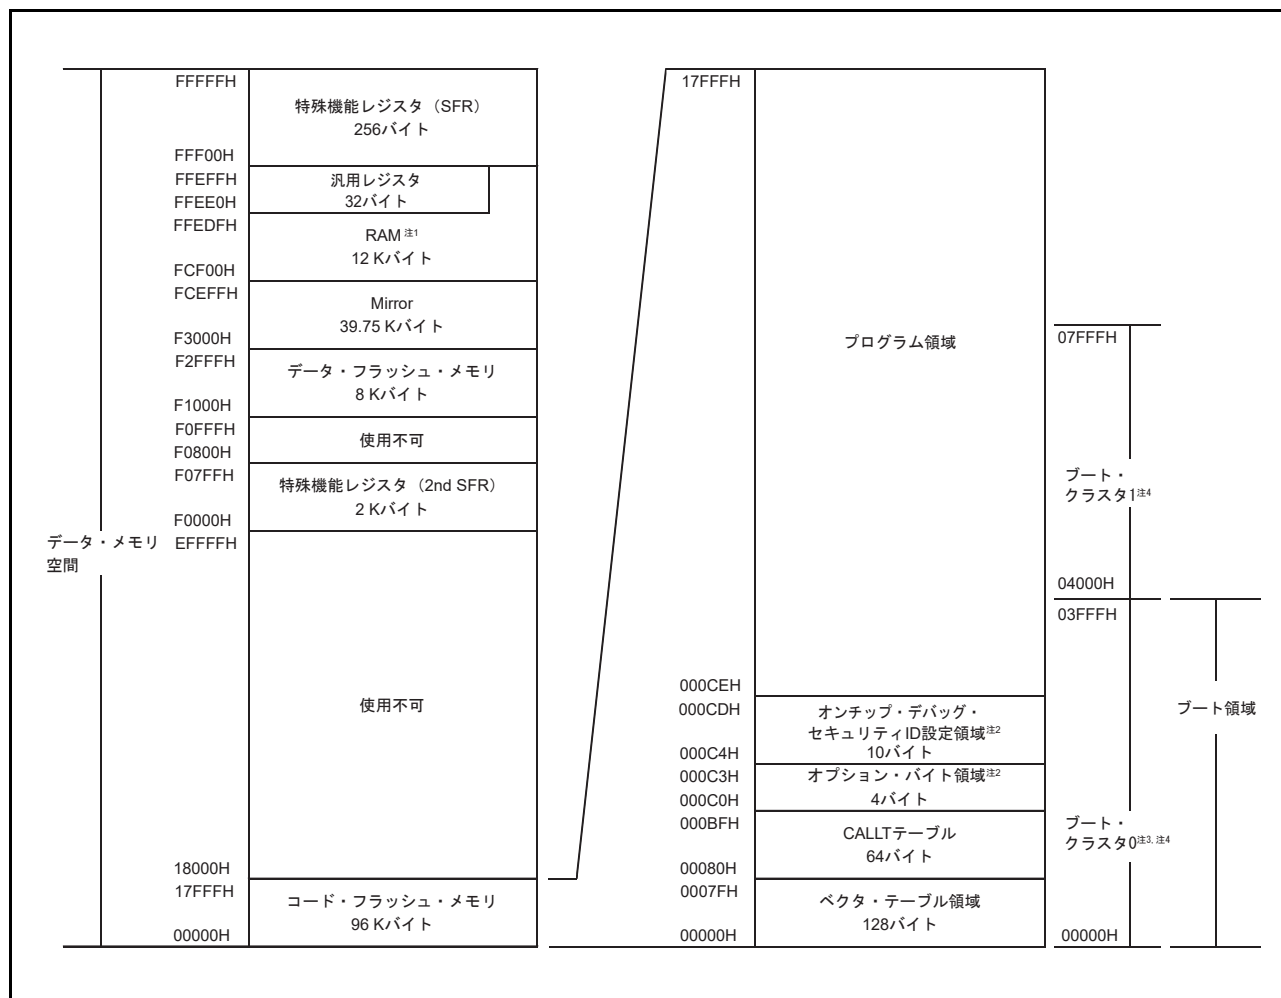 FFFFFH
特殊機能レジスタ（SFR）
256バイト
FFF00H
FFEFFH
汎用レジスタ
32バイト
FFEE0H
FFEDFH
RAM 注1
12 Kバイト
FCF00H
FCEFFH
Mirror
39.75 Kバイト
F3000H
F2FFFH
データ・フラッシュ・メモリ
8 Kバイト
F1000H
F0FFFH
使用不可
F0800H
F07FFH
特殊機能レジスタ（2nd SFR）
2 Kバイト
F0000H
EFFFFH
データ・メモリ
空間
使用不可
18000H
17FFFH
コード・フラッシュ・メモリ
96 Kバイト
00000H
17FFFH
プログラム領域
000CEH
000CDH
オンチップ・デバッグ・
セキュリティID設定領域注2
10バイト
000C4H
000C3H
オプション・バイト領域注2
4バイト
000C0H
000BFH
CALLTテーブル
64バイト
00080H
0007FH
ベクタ・テーブル領域
128バイト
00000H
07FFFH
ブート・
クラスタ1注4
04000H
03FFFH
ブート・
クラスタ0注3, 注4
00000H
ブート領域